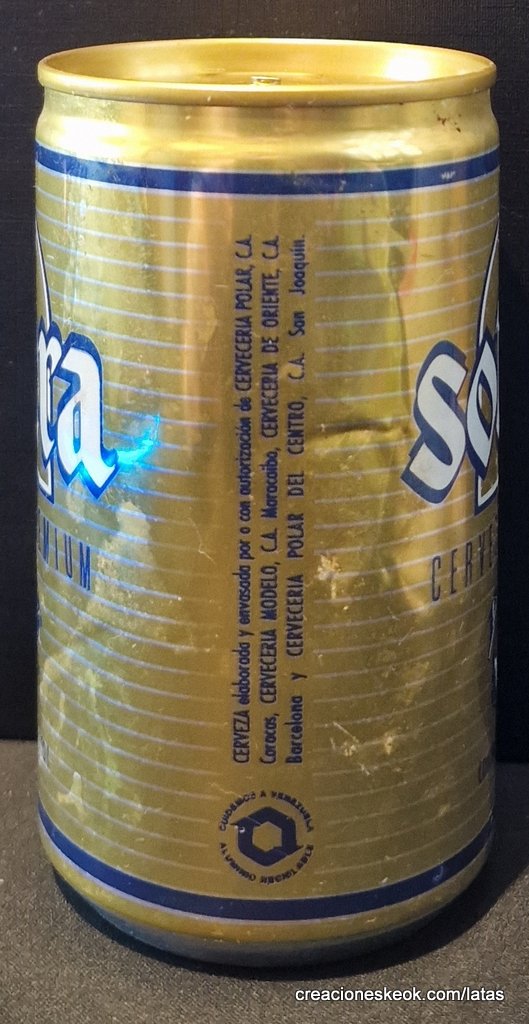 ra
MIUM
so
CERVE
CERVEZA elaborada y envasada por o con autorización de CERVECERIA POLAR, C.A.
Caracas, CERVECERIA MODELO, C.A. Maracaibo, CERVECERIA DE ORIENTE, C.A.
Barcelona y CERVECERIA POLAR DEL CENTRO, C.A. San Joaquín.
CUIDEMOS A VENEZUELA
ALUMINIO RECICLABLE
creacioneskeok.com/latas